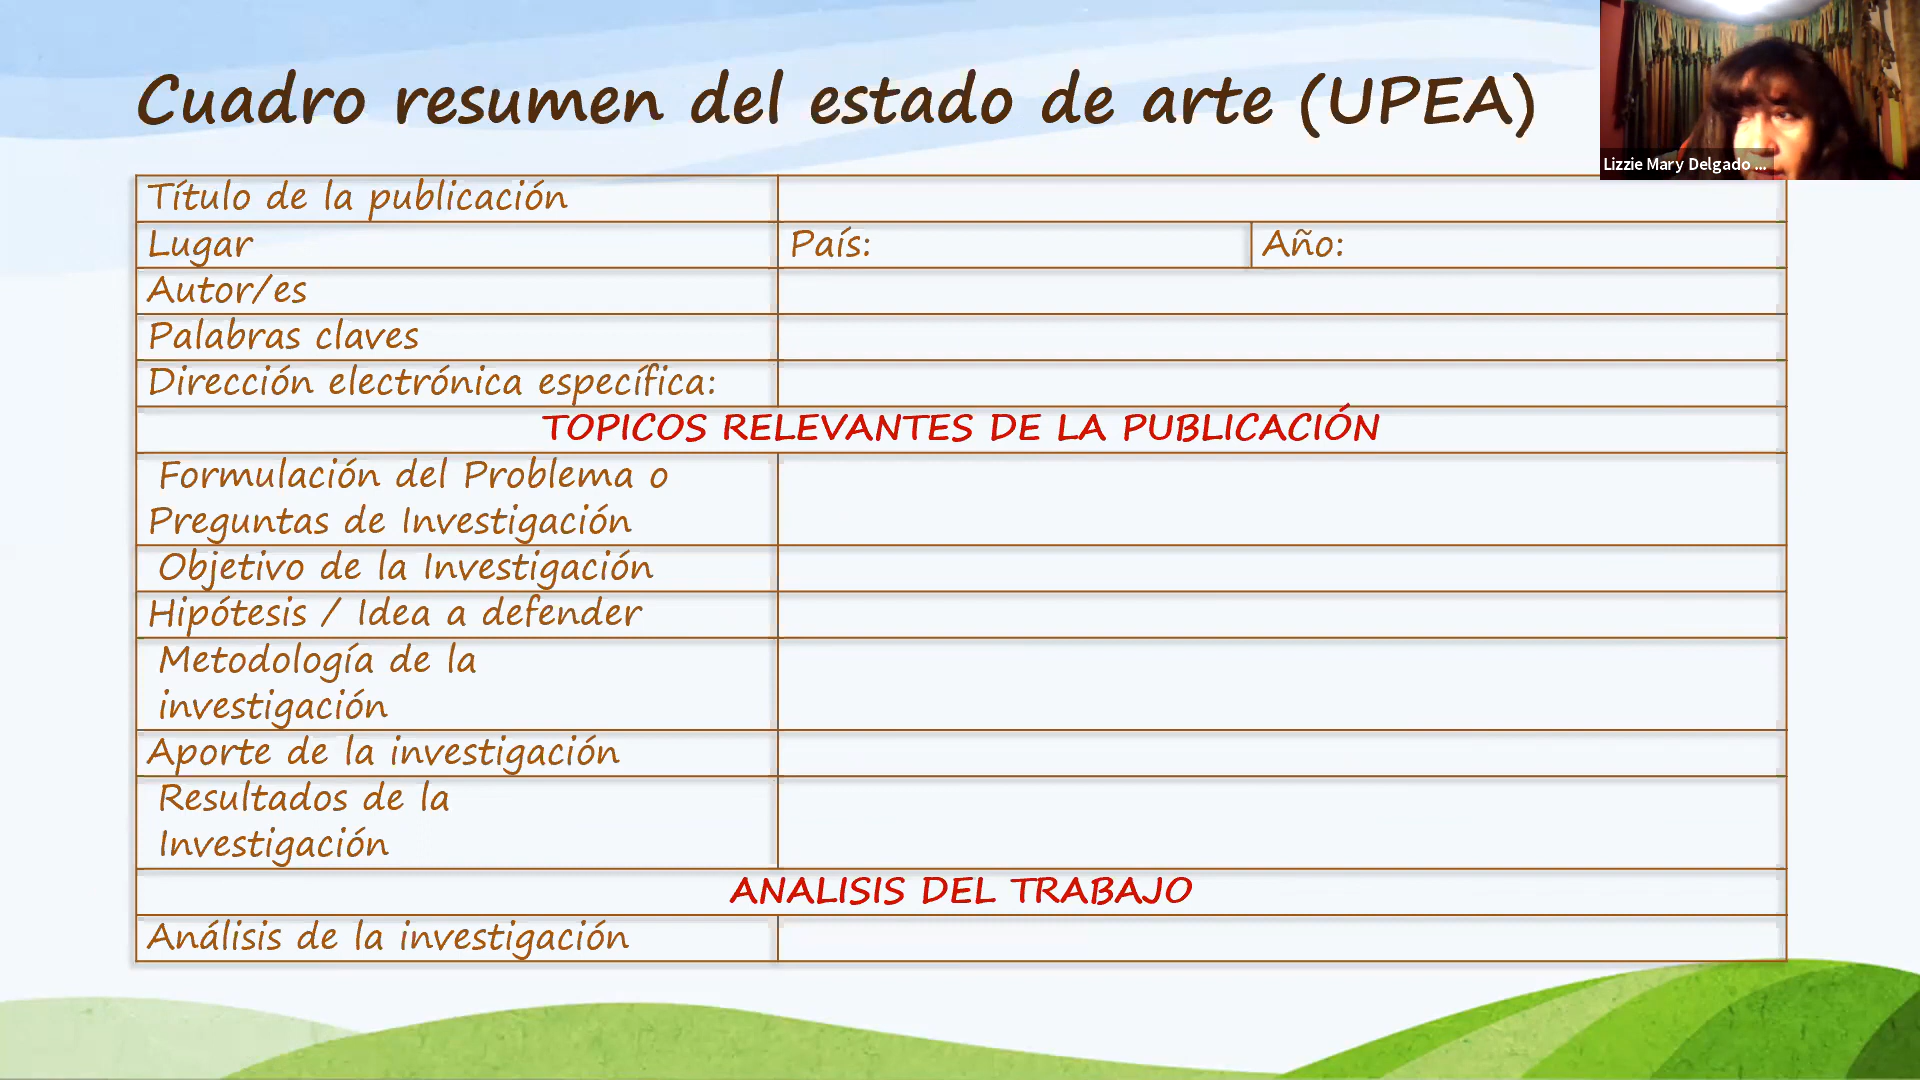 Cuadro resumen del estado de arte (UPEA)
Lizzie Mary Delgado ...
Título de la publicación
Lugar País: Año:
Autor/es
Palabras claves
Dirección electrónica específica:
TOPICOS RELEVANTES DE LA PUBLICACIÓN
Formulación del Problema o
Preguntas de Investigación
Objetivo de la Investigación
Hipótesis / Idea a defender
Metodología de la
investigación
Aporte de la investigación
Resultados de la
Investigación
ANALISIS DEL TRABAJO
Análisis de la investigación